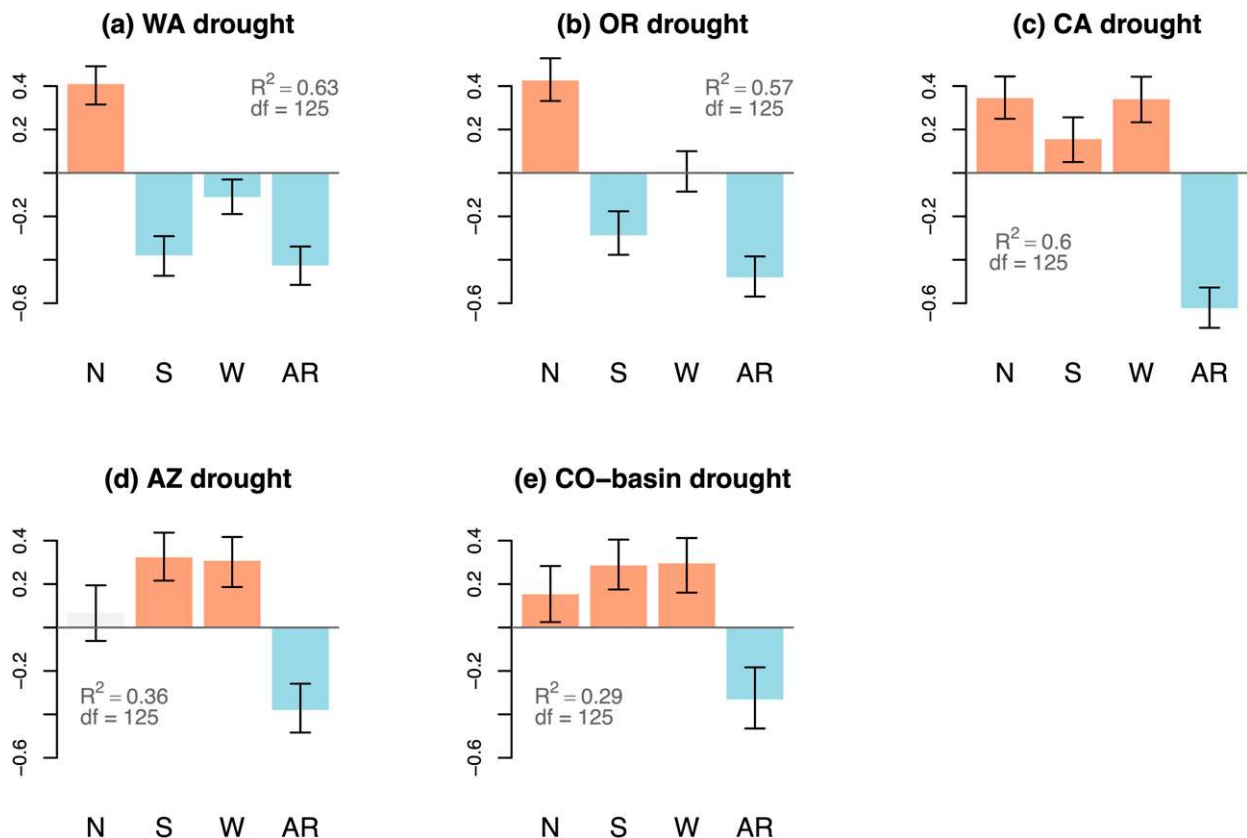 (a) WA drought
0.4
0.2
−0.2
−0.6
R² = 0.63
df = 125
N S W AR
(b) OR drought
0.4
0.2
−0.2
−0.6
R² = 0.57
df = 125
N S W AR
(c) CA drought
0.4
0.2
−0.2
−0.6
R² = 0.6
df = 125
N S W AR
(d) AZ drought
0.4
0.2
−0.2
−0.6
R² = 0.36
df = 125
N S W AR
(e) CO−basin drought
0.4
0.2
−0.2
−0.6
R² = 0.29
df = 125
N S W AR